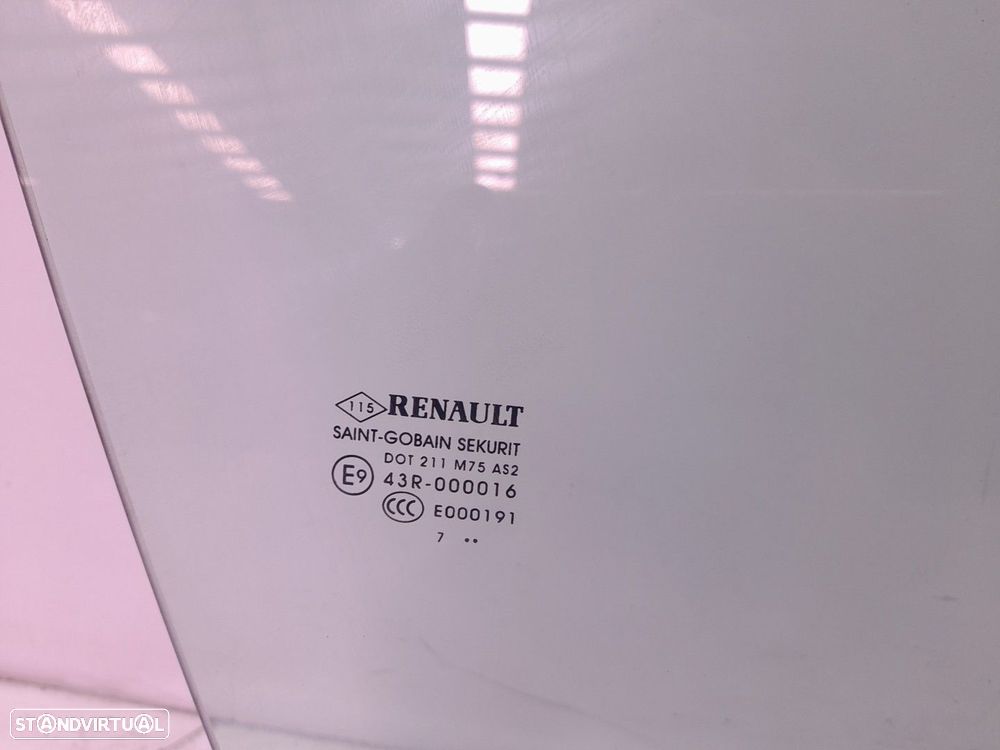 115 RENAULT
SAINT-GOBAIN SEKURIT
DOT 211 M75 AS2
E9 43R-000016
CCC E000191
7 ..
STANDVIRTUAL